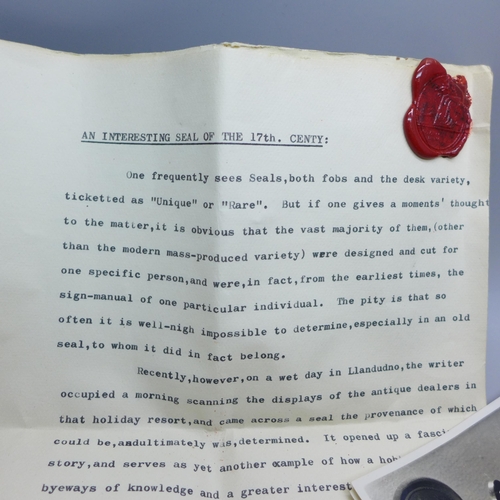 AN INTERESTING SEAL OF THE 17th. CENTY:
One frequently sees Seals,both fobs and the desk variety,
ticketted as "Unique" or "Rare". But if one gives a moments' thought
to the matter,it is obvious that the vast majority of them,(other
than the modern mass-produced variety) were designed and cut for
one specific person,and were,in fact,from the earliest times, the
sign-manual of one particular individual. The pity is that so
often it is well-nigh impossible to determine,especially in an old
seal,to whom it did in fact belong.
Recently,however,on a wet day in Llandudno,the writer
occupied a morning scanning the displays of the antique dealers in
that holiday resort,and came across a seal the provenance of which
could be,andultimately was,determined. It opened up a
story,and serves as yet another example of how a
byeways of knowledge and a greater interest